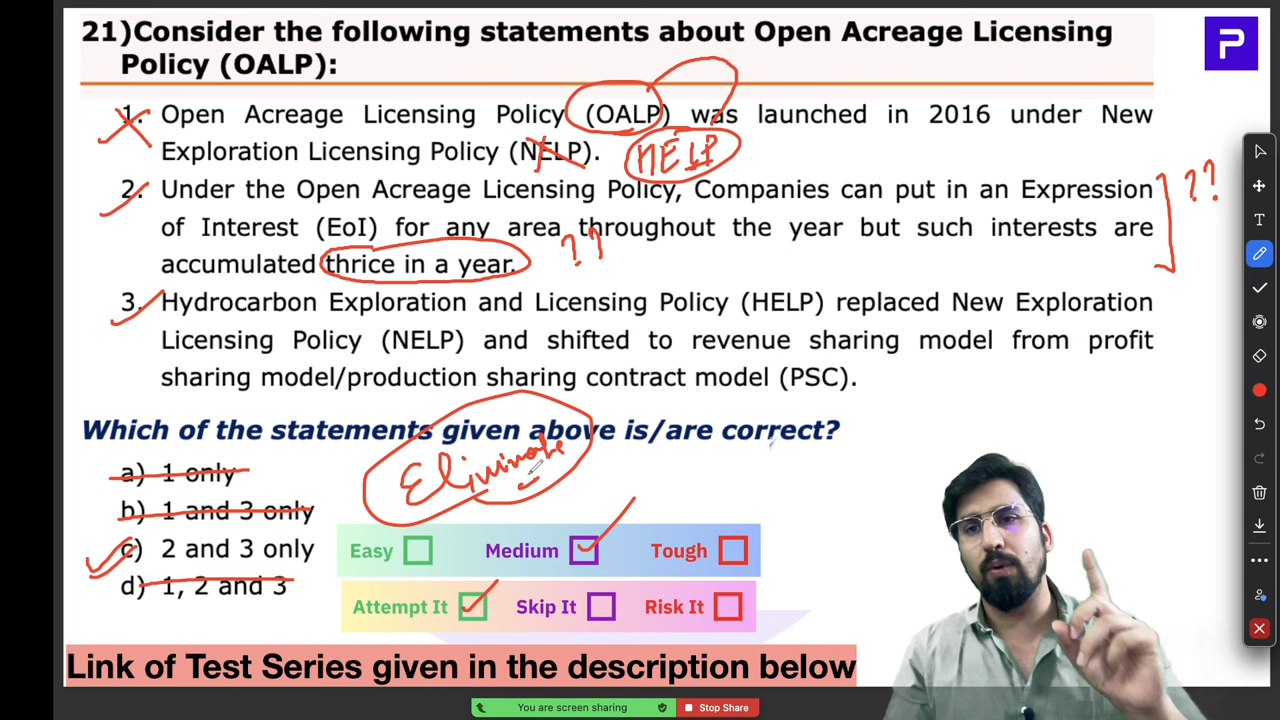 21)Consider the following statements about Open Acreage Licensing
Policy (OALP):
1. Open Acreage Licensing Policy (OALP) was launched in 2016 under New
Exploration Licensing Policy (NELP).
HELP
2. Under the Open Acreage Licensing Policy, Companies can put in an Expression
of Interest (EoI) for any area throughout the year but such interests are
accumulated thrice in a year.
??
??
3. Hydrocarbon Exploration and Licensing Policy (HELP) replaced New Exploration
Licensing Policy (NELP) and shifted to revenue sharing model from profit
sharing model/production sharing contract model (PSC).
Which of the statements given above is/are correct?
Eliminate
a) 1 only
b) 1 and 3 only
c) 2 and 3 only
d) 1, 2 and 3
Easy Medium Tough
Attempt It Skip It Risk It
Link of Test Series given in the description below
You are screen sharing Stop Share
P
T